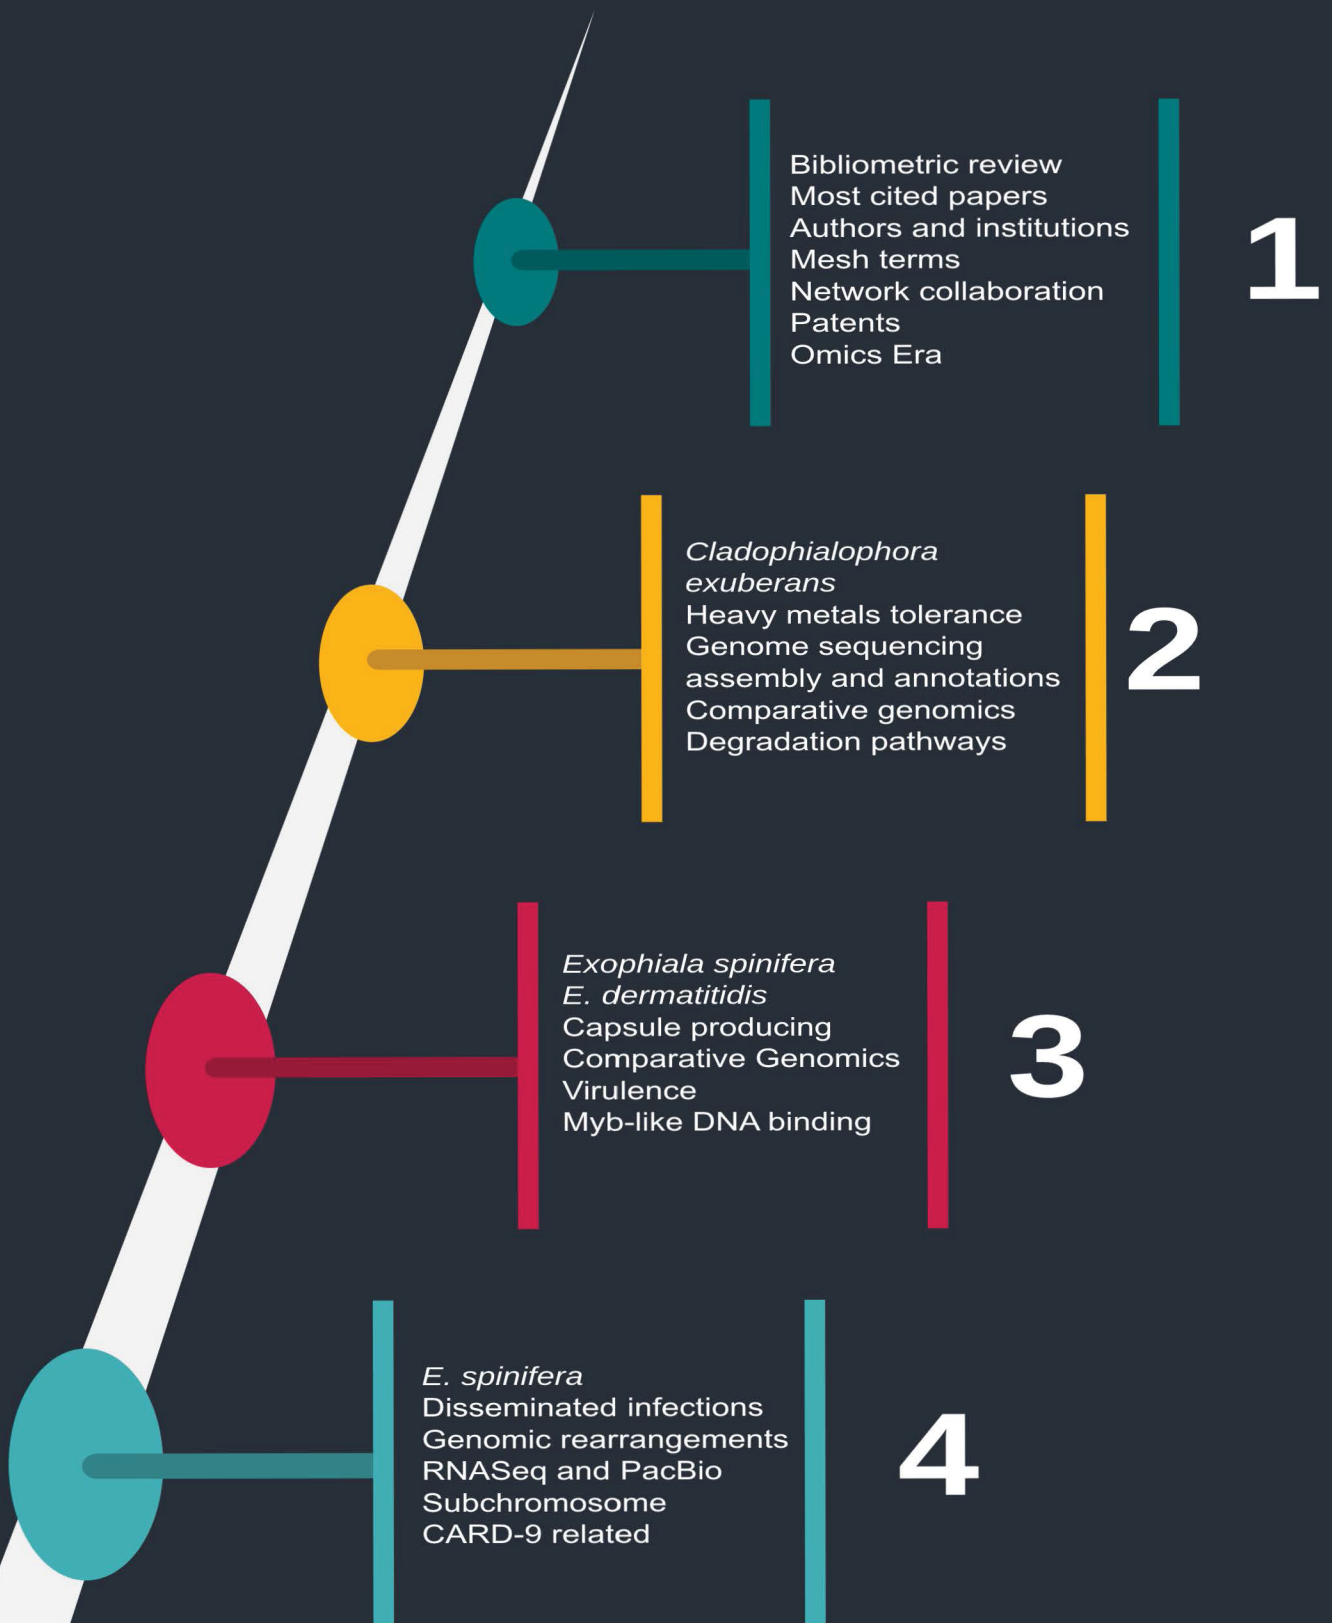 Bibliometric review
Most cited papers
Authors and institutions
Mesh terms
Network collaboration
Patents
Omics Era
1
Cladophialophora
exuberans
Heavy metals tolerance
Genome sequencing
assembly and annotations
Comparative genomics
Degradation pathways
2
Exophiala spinifera
E. dermatitidis
Capsule producing
Comparative Genomics
Virulence
Myb-like DNA binding
3
E. spinifera
Disseminated infections
Genomic rearrangements
RNASeq and PacBio
Subchromosome
CARD-9 related
4